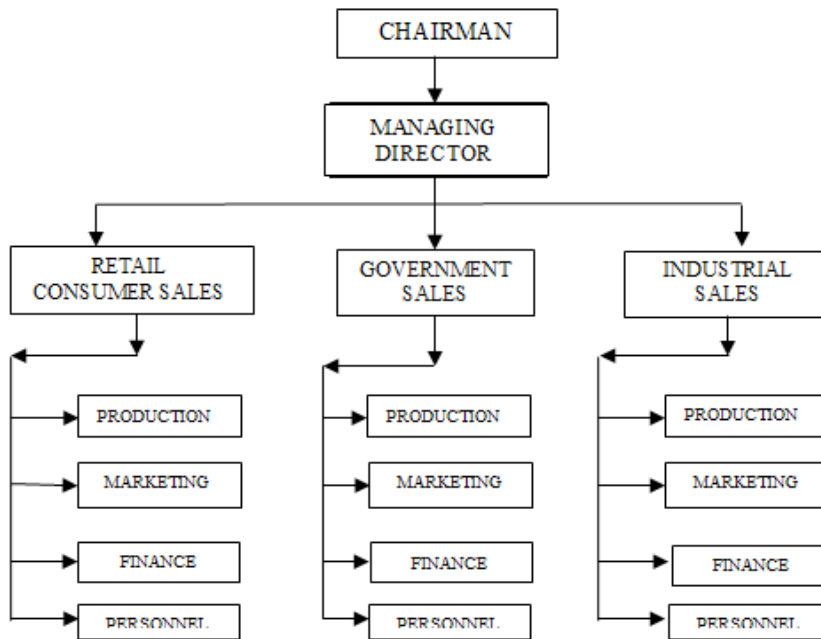 CHAIRMAN
MANAGING
DIRECTOR
RETAIL
CONSUMER SALES
GOVERNMENT
SALES
INDUSTRIAL
SALES
PRODUCTION
MARKETING
FINANCE
PERSONNEL
PRODUCTION
MARKETING
FINANCE
PERSONNEL
PRODUCTION
MARKETING
FINANCE
PERSONNEL